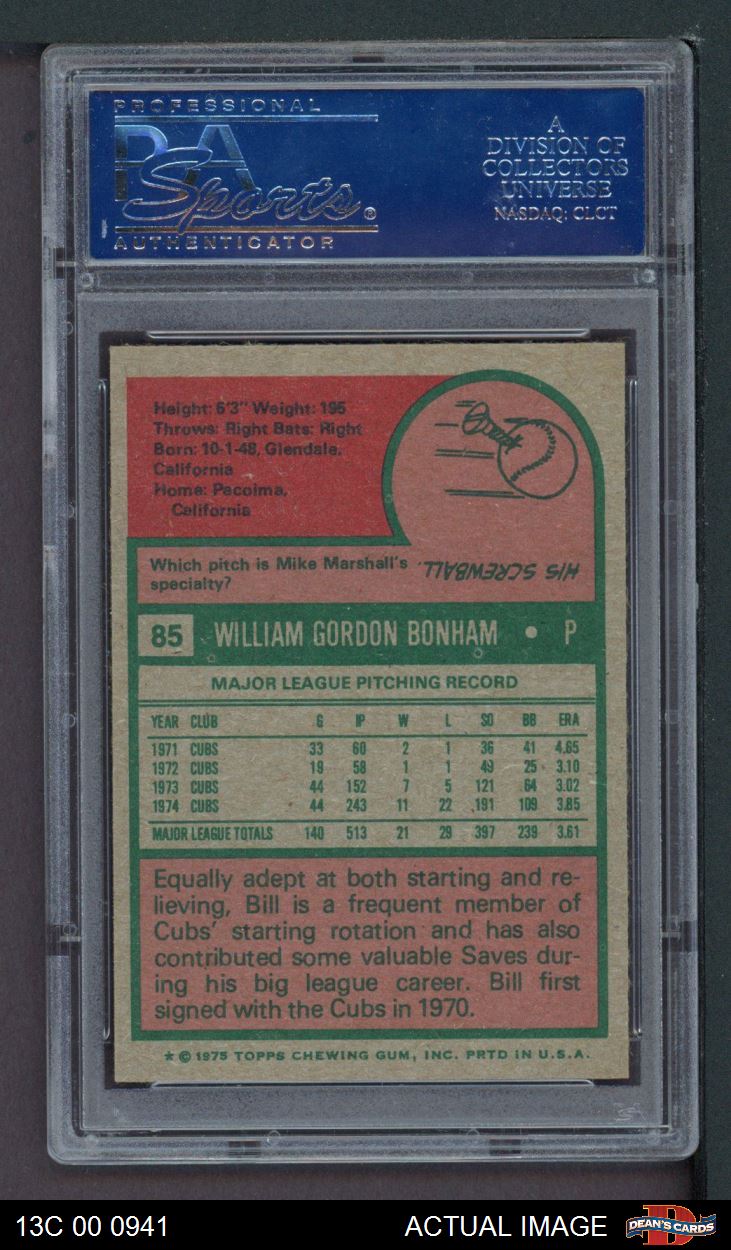 PROFESSIONAL
PSA
Sports®
AUTHENTICATOR
A
DIVISION OF
COLLECTORS
UNIVERSE
NASDAQ: CLCT
Height: 6'3" Weight: 195
Throws: Right Bats: Right
Born: 10-1-48, Glendale,
California
Home: Pacoima,
California
Which pitch is Mike Marshall's
specialty?
HIS SCREWBALL.
85 WILLIAM GORDON BONHAM • P
MAJOR LEAGUE PITCHING RECORD
YEAR CLUB G IP W L SO BB ERA
1971 CUBS 33 60 2 1 36 41 4.65
1972 CUBS 19 58 1 1 49 25 3.10
1973 CUBS 44 152 7 5 121 64 3.02
1974 CUBS 44 243 11 22 191 109 3.85
MAJOR LEAGUE TOTALS 140 513 21 29 397 239 3.61
Equally adept at both starting and re-
lieving, Bill is a frequent member of
Cubs' starting rotation and has also
contributed some valuable Saves dur-
ing his big league career. Bill first
signed with the Cubs in 1970.
★ © 1975 TOPPS CHEWING GUM, INC. PRTD IN U.S.A.
13C 00 0941
ACTUAL IMAGE
D
DEAN'S CARDS